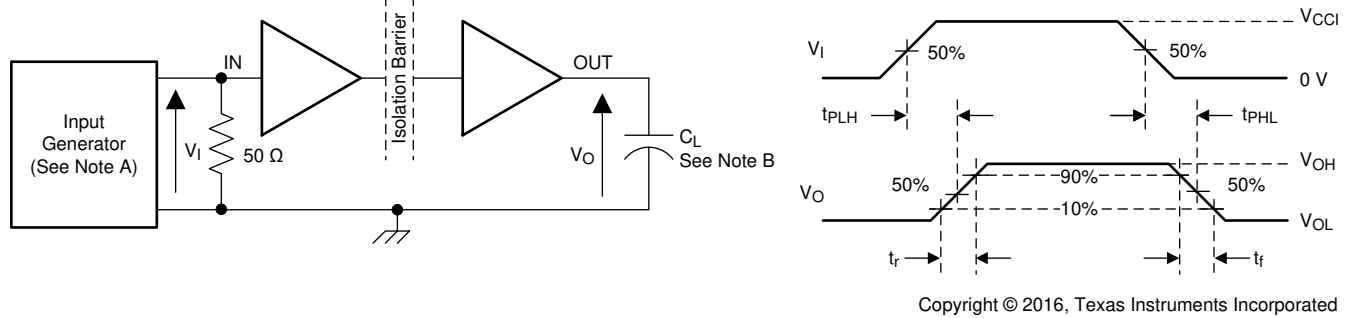 Input
Generator
(See Note A)
V_I
IN
50 Ω
Isolation Barrier
OUT
V_O
C_L
See Note B
V_I
50%
50%
V_CCI
0 V
t_PLH
t_PHL
V_O
50%
90%
10%
50%
V_OH
V_OL
t_r
t_f
Copyright © 2016, Texas Instruments Incorporated